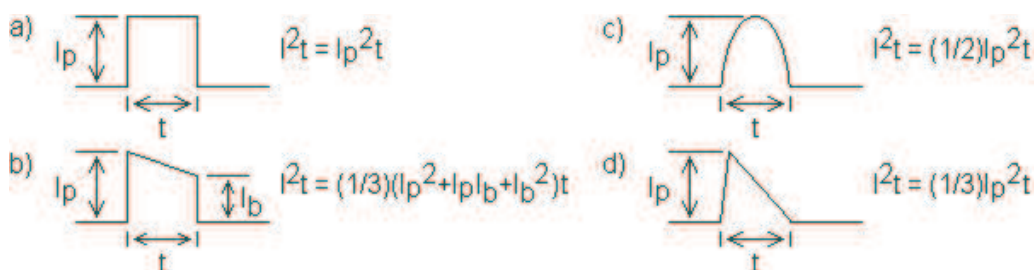 a) Ip I²t = Ip²t
t
b) Ip Ib I²t = (1/3)(Ip²+IpIb+Ib²)t
t
c) Ip I²t = (1/2)Ip²t
t
d) Ip I²t = (1/3)Ip²t
t